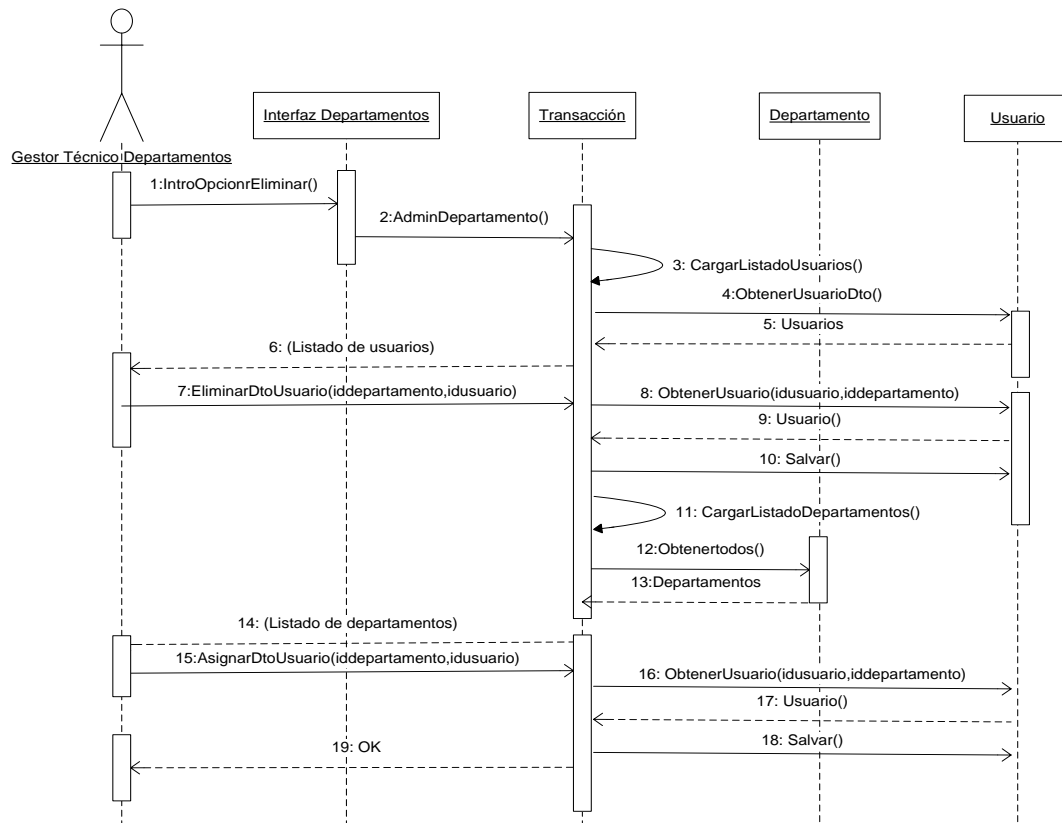 Interfaz Departamentos
Transacción
Departamento
Usuario
Gestor Técnico Departamentos
1:IntroOpcionrEliminar()
2:AdminDepartamento()
3: CargarListadoUsuarios()
4:ObtenerUsuarioDto()
5: Usuarios
6: (Listado de usuarios)
7:EliminarDtoUsuario(iddepartamento,idusuario)
8: ObtenerUsuario(idusuario,iddepartamento)
9: Usuario()
10: Salvar()
11: CargarListadoDepartamentos()
12:Obtenertodos()
13:Departamentos
14: (Listado de departamentos)
15:AsignarDtoUsuario(iddepartamento,idusuario)
16: ObtenerUsuario(idusuario,iddepartamento)
17: Usuario()
18: Salvar()
19: OK